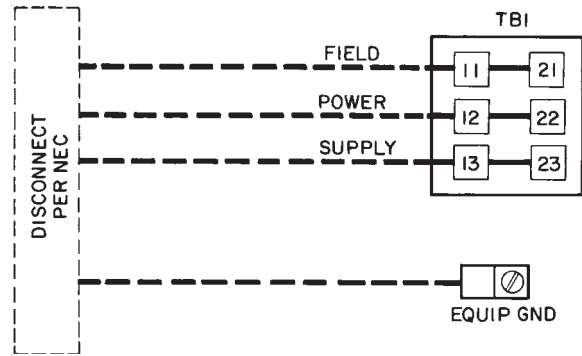 TB1
FIELD
11 21
POWER
12 22
SUPPLY
13 23
DISCONNECT
PER NEC
EQUIP GND